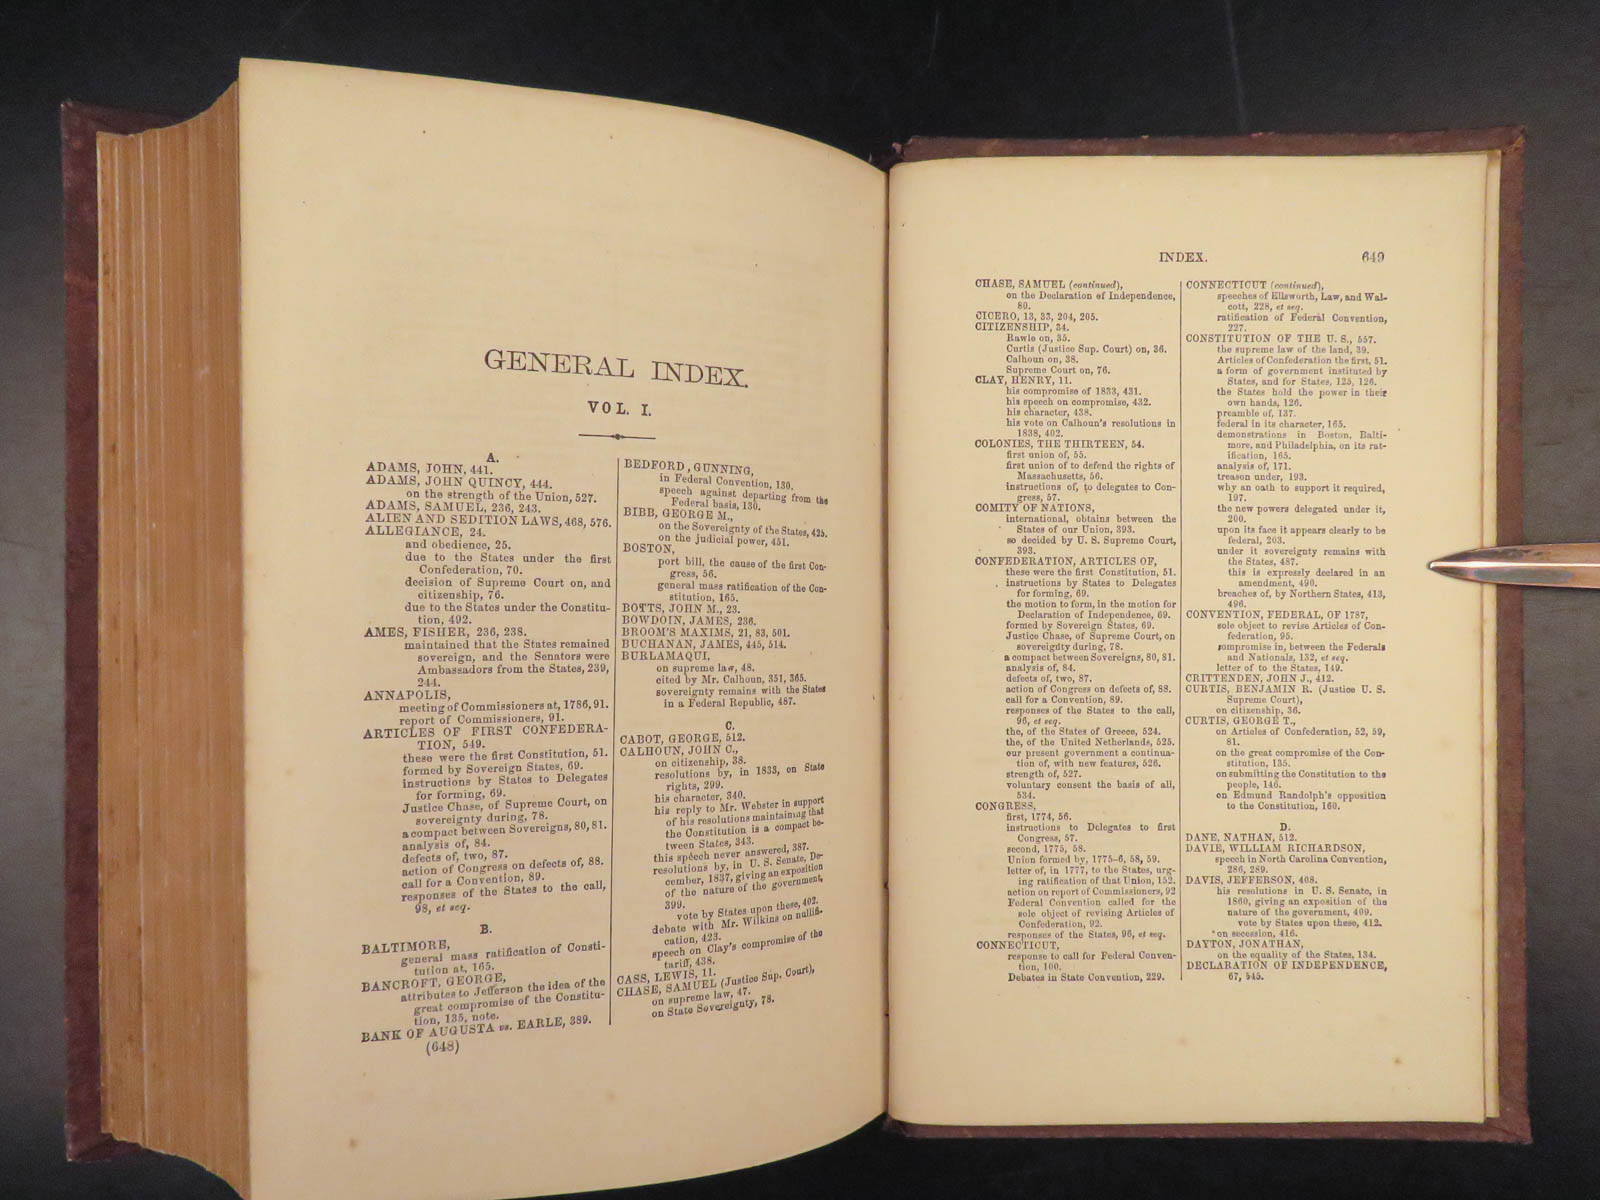 GENERAL INDEX.
VOL. I.
A.
ADAMS, JOHN, 441.
ADAMS, JOHN QUINCY, 444.
on the strength of the Union, 527.
ADAMS, SAMUEL, 236, 243.
ALIEN AND SEDITION LAWS, 468, 576.
ALLEGIANCE, 24.
and obedience, 25.
due to the States under the first
Confederation, 70.
decision of Supreme Court on, and
citizenship, 76.
due to the States under the Constitu-
tion, 492.
AMES, FISHER, 236, 238.
maintained that the States remained
sovereign, and the Senators were
Ambassadors from the States, 239,
244.
ANNAPOLIS,
meeting of Commissioners at, 1786, 91.
report of Commissioners, 91.
ARTICLES OF FIRST CONFEDERA-
TION, 549.
these were the first Constitution, 51.
formed by Sovereign States, 69.
instructions by States to Delegates
for forming, 69.
Justice Chase, of Supreme Court, on
sovereignty during, 78.
a compact between Sovereigns, 80, 81.
analysis of, 84.
defects of, two, 87.
action of Congress on defects of, 88.
call for a Convention, 89.
responses of the States to the call,
98, et seq.
B.
BALTIMORE,
general mass ratification of Consti-
tution at, 165.
BANCROFT, GEORGE,
attributes to Jefferson the idea of the
great compromise of the Constitu-
tion, 135, note.
BANK OF AUGUSTA vs. EARLE, 389.
(648)
BEDFORD, GUNNING,
in Federal Convention, 130.
speech against departing from the
Federal basis, 130.
BIBB, GEORGE M.,
on the Sovereignty of the States, 425.
on the judicial power, 451.
BOSTON,
port bill, the cause of the first Con-
gress, 56.
general mass ratification of the Con-
stitution, 165.
BOTTS, JOHN M., 23.
BOWDOIN, JAMES, 236.
BROOM'S MAXIMS, 21, 83, 501.
BUCHANAN, JAMES, 445, 514.
BURLAMAQUI,
on supreme law, 48.
cited by Mr. Calhoun, 351, 365.
sovereignty remains with the States
in a Federal Republic, 487.
C.
CABOT, GEORGE, 512.
CALHOUN, JOHN C.,
on citizenship, 38.
resolutions by, in 1833, on State
rights, 299.
his character, 340.
his reply to Mr. Webster in support
of his resolutions maintaining that
the Constitution is a compact be-
tween States, 343.
this speech never answered, 387.
resolutions by, in U. S. Senate, De-
cember, 1837, giving an exposition
of the nature of the government,
399.
vote by States upon these, 402.
debate with Mr. Wilkins on nullifi-
cation, 423.
speech on Clay's compromise of the
tariff, 438.
CASS, LEWIS, 11.
CHASE, SAMUEL (Justice Sup. Court),
on supreme law, 47.
on State Sovereignty, 78.
INDEX. 649
CHASE, SAMUEL (continued),
on the Declaration of Independence,
80.
CICERO, 13, 33, 204, 205.
CITIZENSHIP, 34.
Rawle on, 35.
Curtis (Justice Sup. Court) on, 36.
Calhoun on, 38.
Supreme Court on, 76.
CLAY, HENRY, 11.
his compromise of 1833, 431.
his speech on compromise, 432.
his character, 438.
his vote on Calhoun's resolutions in
1838, 402.
COLONIES, THE THIRTEEN, 54.
first union of, 55.
first union of to defend the rights of
Massachusetts, 56.
instructions of, to delegates to Con-
gress, 57.
COMITY OF NATIONS,
international, obtains between the
States of our Union, 393.
so decided by U. S. Supreme Court,
393.
CONFEDERATION, ARTICLES OF,
these were the first Constitution, 51.
instructions by States to Delegates
for forming, 69.
the motion to form, in the motion for
Declaration of Independence, 69.
formed by Sovereign States, 69.
Justice Chase, of Supreme Court, on
sovereignty during, 78.
a compact between Sovereigns, 80, 81.
analysis of, 84.
defects of, two, 87.
action of Congress on defects of, 88.
call for a Convention, 89.
responses of the States to the call,
96, et seq.
the, of the States of Greece, 524.
the, of the United Netherlands, 525.
our present government a continua-
tion of, with new features, 526.
strength of, 527.
voluntary consent the basis of all,
534.
CONGRESS,
first, 1774, 56.
instructions to Delegates to first
Congress, 57.
second, 1775, 58.
Union formed by, 1775-6, 58, 59.
letter of, in 1777, to the States, urg-
ing ratification of that Union, 152.
action on report of Commissioners, 92
Federal Convention called for the
sole object of revising Articles of
Confederation, 92.
responses of the States, 96, et seq.
CONNECTICUT,
response to call for Federal Conven-
tion, 100.
Debates in State Convention, 229.
CONNECTICUT (continued),
speeches of Ellsworth, Law, and Wal-
cott, 228, et seq.
ratification of Federal Convention,
227.
CONSTITUTION OF THE U. S., 557.
the supreme law of the land, 39.
Articles of Confederation the first, 51.
a form of government instituted by
States, and for States, 125, 126.
the States hold the power in their
own hands, 126.
preamble of, 137.
federal in its character, 165.
demonstrations in Boston, Balti-
more, and Philadelphia, on its rat-
ification, 165.
analysis of, 171.
treason under, 193.
why an oath to support it required,
197.
the new powers delegated under it,
200.
upon its face it appears clearly to be
federal, 203.
under it sovereignty remains with
the States, 487.
this is expressly declared in an
amendment, 490.
breaches of, by Northern States, 413,
496.
CONVENTION, FEDERAL, OF 1787,
sole object to revise Articles of Con-
federation, 95.
compromise in, between the Federals
and Nationals, 132, et seq.
letter of to the States, 149.
CRITTENDEN, JOHN J., 412.
CURTIS, BENJAMIN R. (Justice U. S.
Supreme Court),
on citizenship, 36.
CURTIS, GEORGE T.,
on Articles of Confederation, 52, 59,
81.
on the great compromise of the Con-
stitution, 135.
on submitting the Constitution to the
people, 146.
on Edmund Randolph's opposition
to the Constitution, 160.
D.
DANE, NATHAN, 512.
DAVIE, WILLIAM RICHARDSON,
speech in North Carolina Convention,
286, 289.
DAVIS, JEFFERSON, 408.
his resolutions in U. S. Senate, in
1860, giving an exposition of the
nature of the government, 409.
vote by States upon these, 412.
on secession, 416.
DAYTON, JONATHAN,
on the equality of the States, 134.
DECLARATION OF INDEPENDENCE,
67, 545.